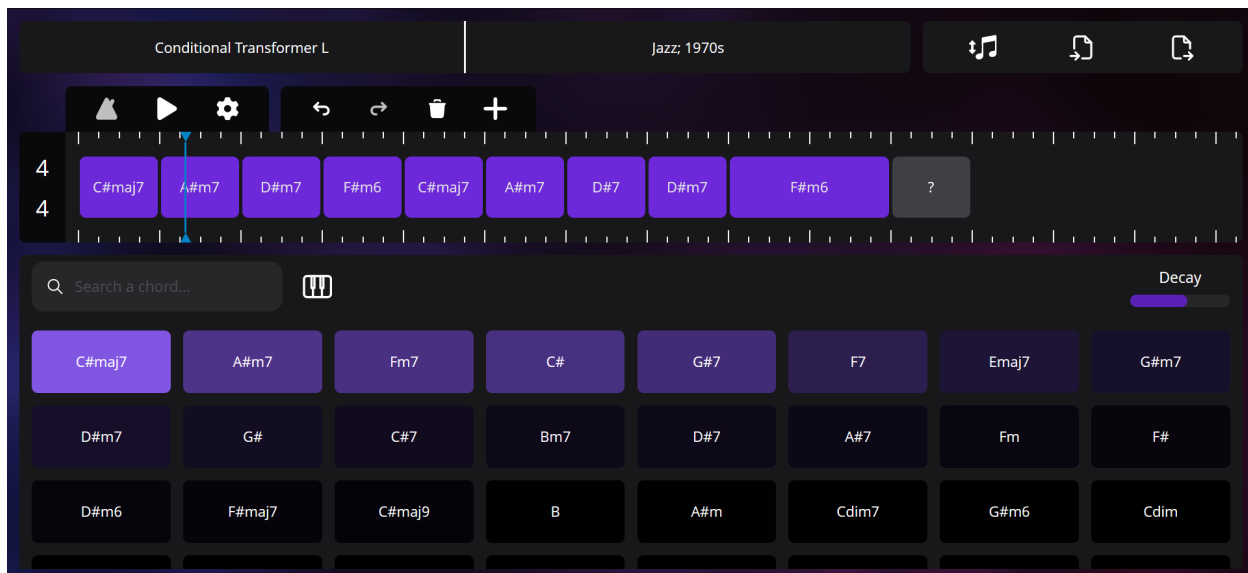 Conditional Transformer L Jazz; 1970s
4
4
C#maj7 A#m7 D#m7 F#m6 C#maj7 A#m7 D#7 D#m7 F#m6 ?
Search a chord... Decay
C#maj7 A#m7 Fm7 C# G#7 F7 Emaj7 G#m7
D#m7 G# C#7 Bm7 D#7 A#7 Fm F#
D#m6 F#maj7 C#maj9 B A#m Cdim7 G#m6 Cdim